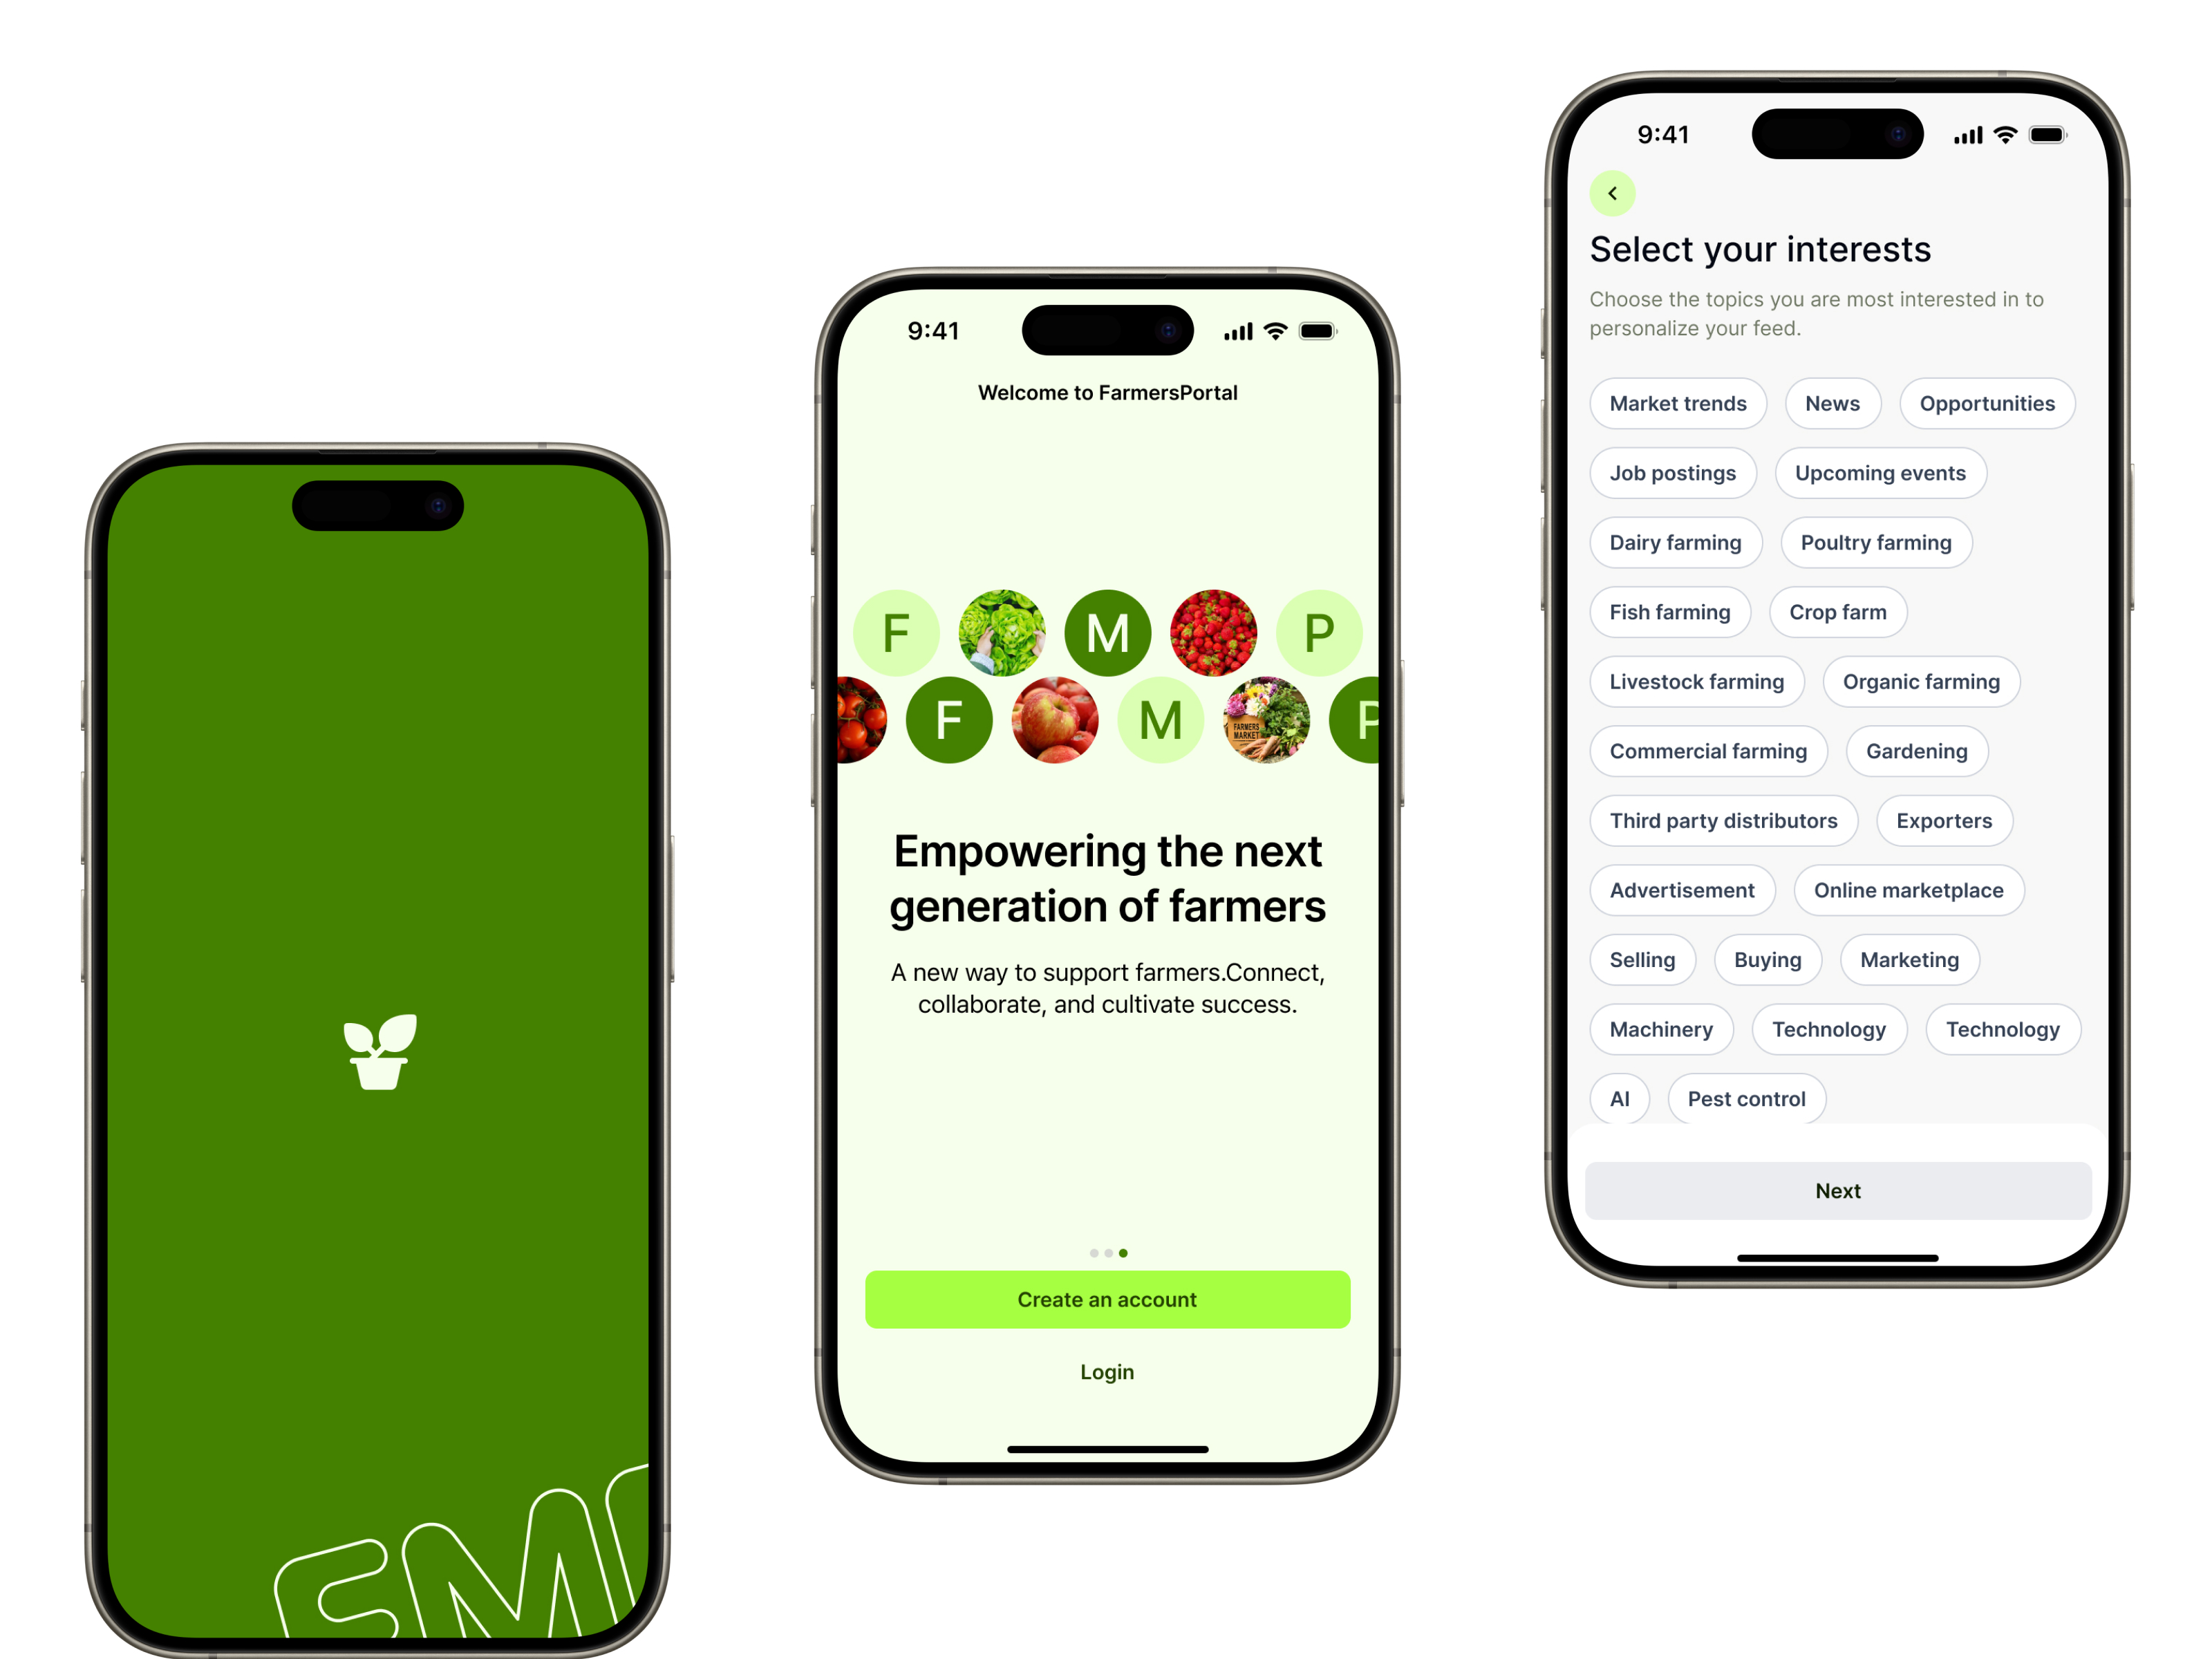 FMP
9:41
Welcome to FarmersPortal
F M P
F M P
FARMERS
MARKET
Empowering the next
generation of farmers
A new way to support farmers.Connect,
collaborate, and cultivate success.
Create an account
Login
9:41
Select your interests
Choose the topics you are most interested in to
personalize your feed.
Market trends News Opportunities
Job postings Upcoming events
Dairy farming Poultry farming
Fish farming Crop farm
Livestock farming Organic farming
Commercial farming Gardening
Third party distributors Exporters
Advertisement Online marketplace
Selling Buying Marketing
Machinery Technology Technology
AI Pest control
Next